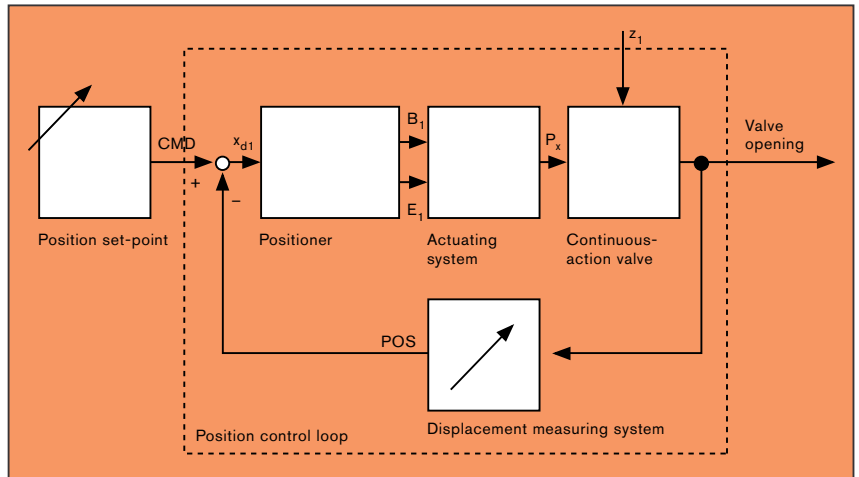 z1
CMD
+
xd1
−
B1
E1
Px
Valve
opening
Position set-point
Positioner
Actuating
system
Continuous-
action valve
POS
Position control loop
Displacement measuring system